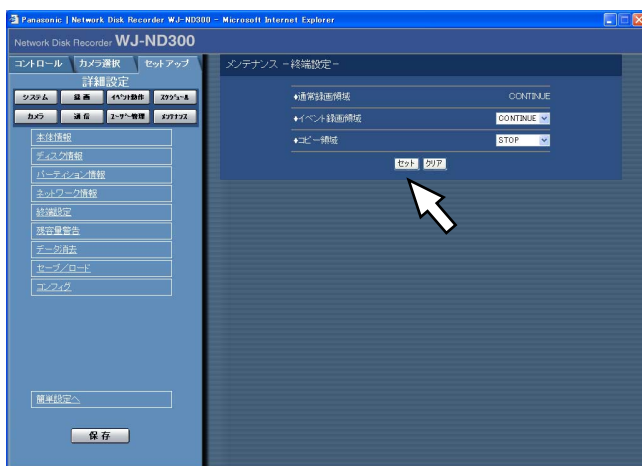 Panasonic | Network Disk Recorder WJ-ND300 - Microsoft Internet Explorer
Network Disk Recorder WJ-ND300
コントロール カメラ選択 セットアップ
詳細設定
システム 録画 イベント動作 スケジュール
カメラ 通信 ユーザー管理 メンテナンス
本体情報
ディスク情報
パーティション情報
ネットワーク情報
終端設定
残容量警告
データ消去
セーブ/ロード
コンフィグ
簡単設定へ
保存
メンテナンス -終端設定-
♦通常録画領域 CONTINUE
♦イベント録画領域 CONTINUE
♦コピー領域 STOP
セット クリア